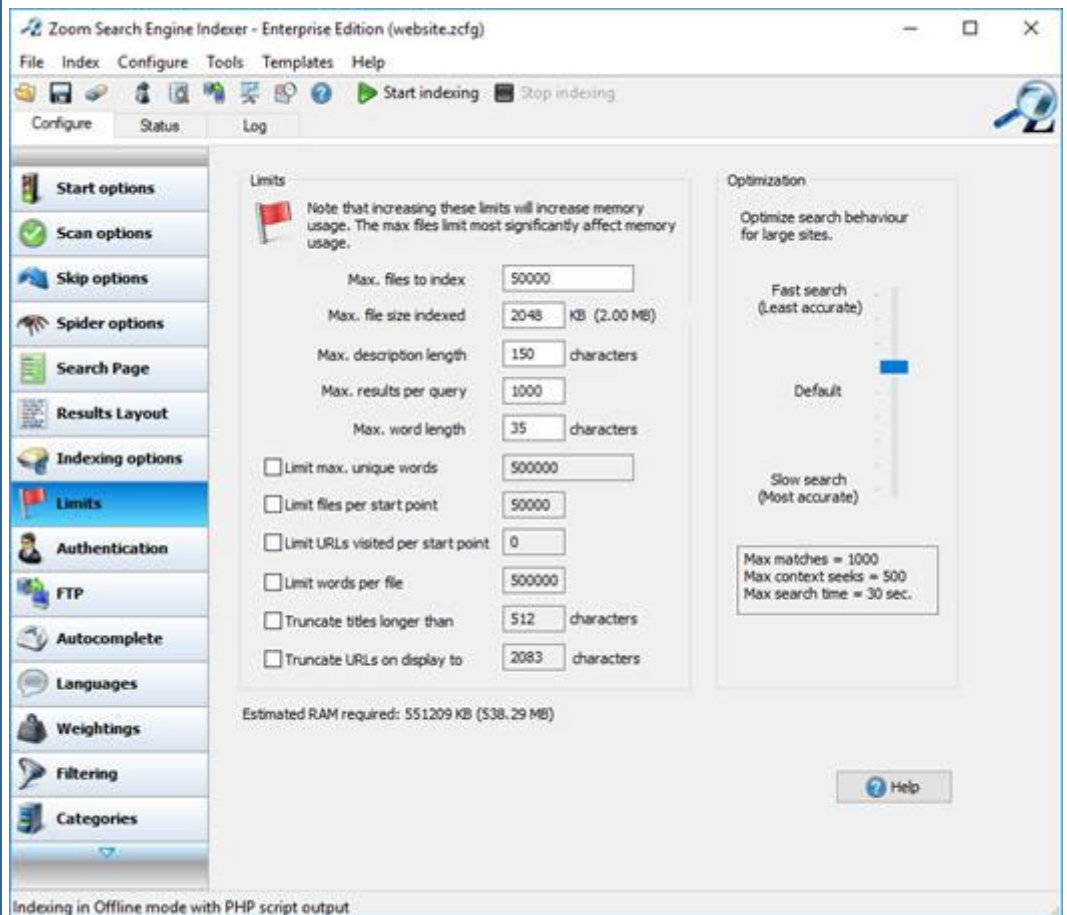 Zoom Search Engine Indexer - Enterprise Edition (website.zcfg)
File Index Configure Tools Templates Help
Start indexing Stop indexing
Configure Status Log
Start options
Scan options
Skip options
Spider options
Search Page
Results Layout
Indexing options
Limits
Authentication
FTP
Autocomplete
Languages
Weightings
Filtering
Categories
Limits
Note that increasing these limits will increase memory
usage. The max files limit most significantly affect memory
usage.
Max. files to index 50000
Max. file size indexed 2048 KB (2.00 MB)
Max. description length 150 characters
Max. results per query 1000
Max. word length 35 characters
Limit max. unique words 500000
Limit files per start point 50000
Limit URLs visited per start point 0
Limit words per file 500000
Truncate titles longer than 512 characters
Truncate URLs on display to 2083 characters
Estimated RAM required: 551209 KB (538.29 MB)
Optimization
Optimize search behaviour
for large sites.
Fast search
(Least accurate)
Default
Slow search
(Most accurate)
Max matches = 1000
Max context seeks = 500
Max search time = 30 sec.
Help
Indexing in Offline mode with PHP script output